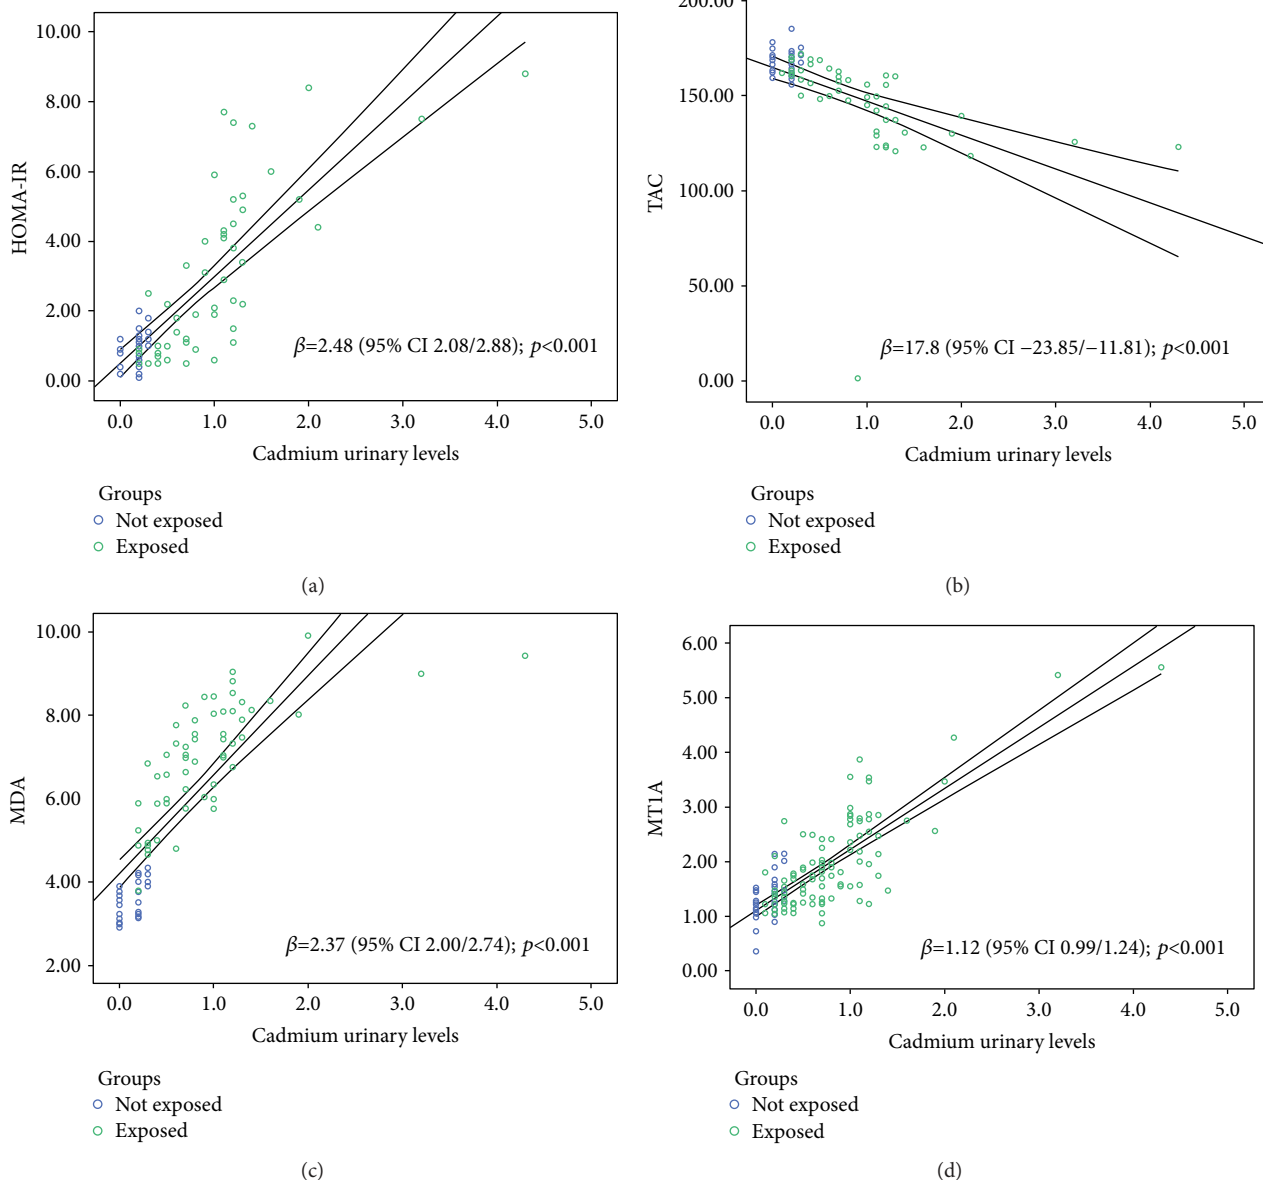 10.00
8.00
6.00
4.00
2.00
0.00
HOMA-IR
β=2.48 (95% CI 2.08/2.88); p<0.001
0.0 1.0 2.0 3.0 4.0 5.0
Cadmium urinary levels
Groups
Not exposed
Exposed
(a)
200.00
150.00
100.00
50.00
0.00
TAC
β=17.8 (95% CI −23.85/−11.81); p<0.001
0.0 1.0 2.0 3.0 4.0 5.0
Cadmium urinary levels
Groups
Not exposed
Exposed
(b)
10.00
8.00
6.00
4.00
2.00
MDA
β=2.37 (95% CI 2.00/2.74); p<0.001
0.0 1.0 2.0 3.0 4.0 5.0
Cadmium urinary levels
Groups
Not exposed
Exposed
(c)
6.00
5.00
4.00
3.00
2.00
1.00
0.00
MT1A
β=1.12 (95% CI 0.99/1.24); p<0.001
0.0 1.0 2.0 3.0 4.0 5.0
Cadmium urinary levels
Groups
Not exposed
Exposed
(d)